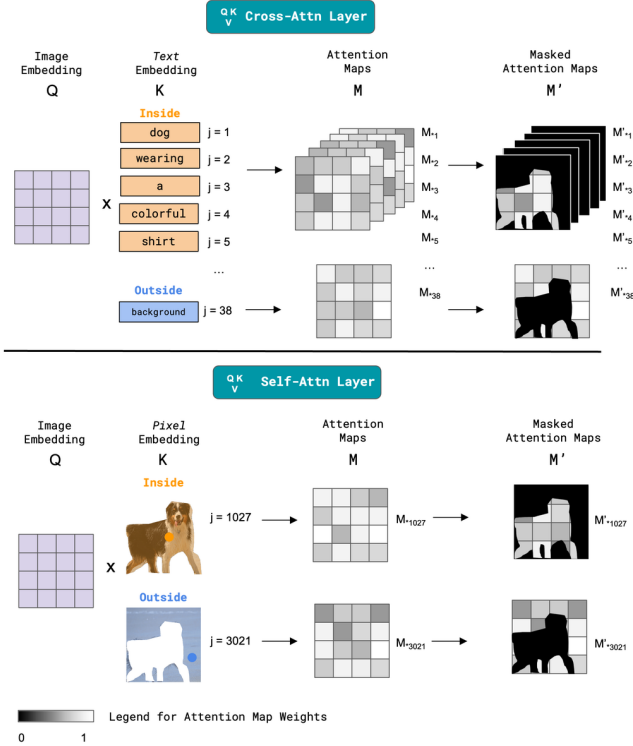 Q K
V
Cross-Attn Layer
Image
Embedding
Q
Text
Embedding
K
Attention
Maps
M
Masked
Attention Maps
M'
Inside
dog
j = 1
M*1
M'*1
wearing
j = 2
M*2
M'*2
X
a
j = 3
M*3
M'*3
colorful
j = 4
M*4
M'*4
shirt
j = 5
M*5
M'*5
...
...
...
Outside
background
j = 38
M*38
M'*38
Q K
V
Self-Attn Layer
Image
Embedding
Q
Pixel
Embedding
K
Attention
Maps
M
Masked
Attention Maps
M'
Inside
j = 1027
M*1027
M'*1027
X
Outside
j = 3021
M*3021
M'*3021
Legend for Attention Map Weights
0
1